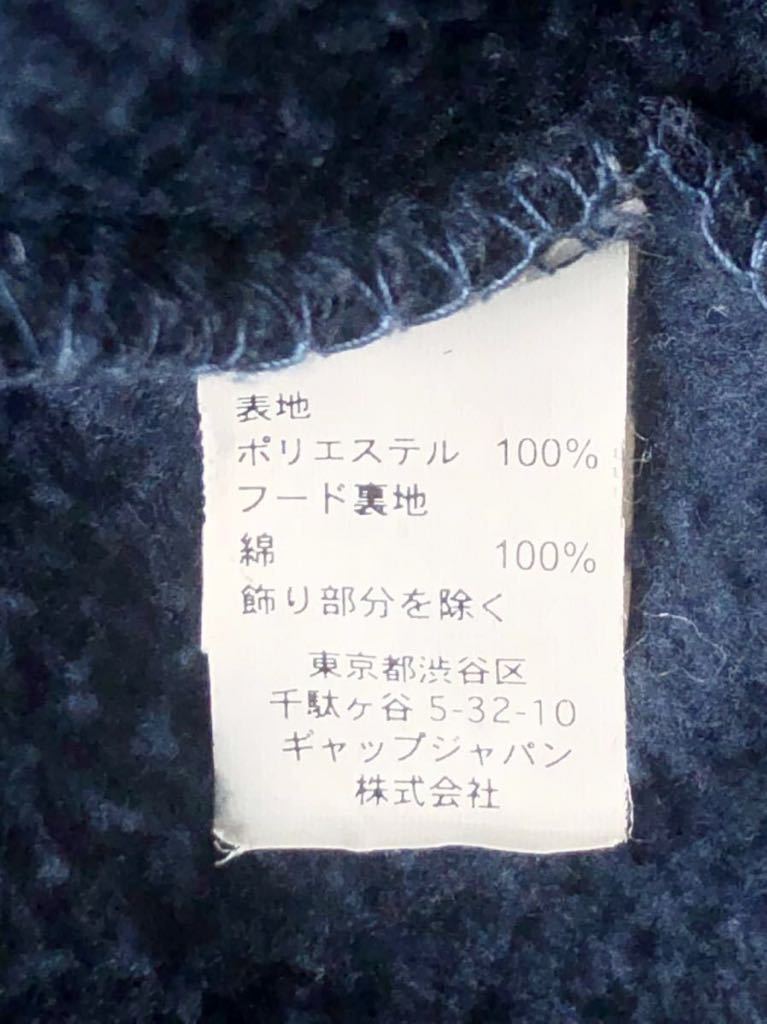 表地
ポリエステル 100%
フード裏地
綿 100%
飾り部分を除く
東京都渋谷区
千駄ヶ谷 5-32-10
ギャップジャパン
株式会社